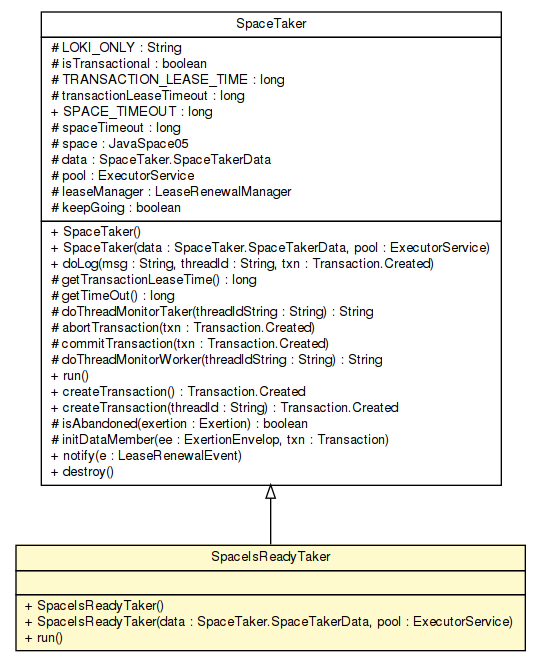 SpaceTaker
# LOKI_ONLY : String
# isTransactional : boolean
# TRANSACTION_LEASE_TIME : long
# transactionLeaseTimeout : long
+ SPACE_TIMEOUT : long
# spaceTimeout : long
# space : JavaSpace05
# data : SpaceTaker.SpaceTakerData
# pool : ExecutorService
# leaseManager : LeaseRenewalManager
# keepGoing : boolean
+ SpaceTaker()
+ SpaceTaker(data : SpaceTaker.SpaceTakerData, pool : ExecutorService)
+ doLog(msg : String, threadId : String, txn : Transaction.Created)
# getTransactionLeaseTime() : long
# getTimeOut() : long
# doThreadMonitorTaker(threadIdString : String) : String
# abortTransaction(txn : Transaction.Created)
# commitTransaction(txn : Transaction.Created)
# doThreadMonitorWorker(threadIdString : String) : String
+ run()
+ createTransaction() : Transaction.Created
+ createTransaction(threadId : String) : Transaction.Created
# isAbandoned(exertion : Exertion) : boolean
# initDataMember(ee : ExertionEnvelop, txn : Transaction)
+ notify(e : LeaseRenewalEvent)
+ destroy()
SpaceIsReadyTaker
+ SpaceIsReadyTaker()
+ SpaceIsReadyTaker(data : SpaceTaker.SpaceTakerData, pool : ExecutorService)
+ run()